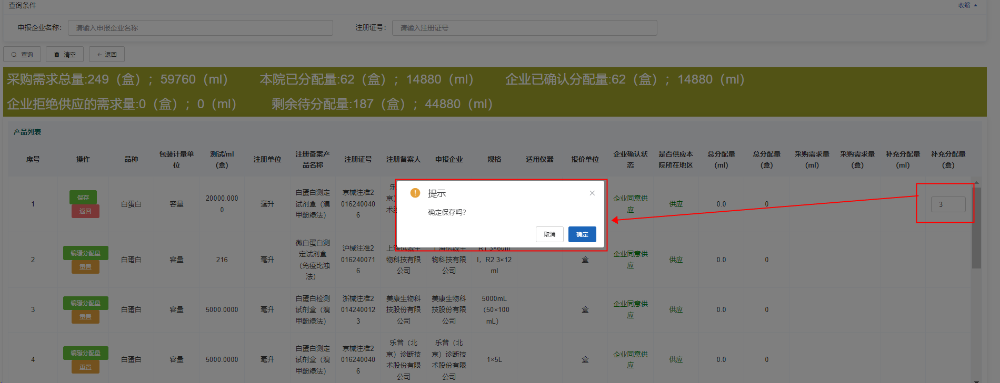 查询条件
收缩
申报企业名称: 请输入申报企业名称 注册证号: 请输入注册证号
查询 清空 返回
采购需求总量:249（盒）；59760（ml） 本院已分配量:62（盒）；14880（ml） 企业已确认分配量:62（盒）；14880（ml）
企业拒绝供应的需求量:0（盒）；0（ml） 剩余待分配量:187（盒）；44880（ml）
产品列表
序号 操作 品种 包装计量单位 测试/ml（盒） 注册单位 注册备案产品名称 注册证号 注册备案人 申报企业 规格 适用仪器 报价单位 企业确认状态 是否供应本院所在地区 总分配量（ml） 总分配量（盒） 采购需求量（ml） 采购需求量（盒） 补充分配量（ml） 补充分配量（盒）
1 保存 返回 白蛋白 容量 20000.0000 毫升 白蛋白测定试剂盒（溴甲酚绿法） 京械注准20162400406 企业同意供应 供应 0.0 0 3
提示
确定保存吗?
取消 确定
2 编辑分配量 重置 白蛋白 容量 216 毫升 微白蛋白测定试剂盒（免疫比浊法） 沪械注准20162400716 物科技有限公司 物科技有限公司 R1 3×60ml，R2 3×12ml 盒 企业同意供应 供应 0.0 0
3 编辑分配量 重置 白蛋白 容量 5000.0000 毫升 白蛋白检测试剂盒（溴甲酚绿法） 浙械注准20142400123 美康生物科技股份有限公司 美康生物科技股份有限公司 5000mL（50×100mL） 盒 企业同意供应 供应 0.0 0
4 编辑分配量 重置 白蛋白 容量 5000.0000 毫升 白蛋白测定试剂盒（溴甲酚绿法） 京械注准20162400406 乐普（北京）诊断技术股份有限公司 乐普（北京）诊断技术股份有限公司 1×5L 盒 企业同意供应 供应 0.0 0